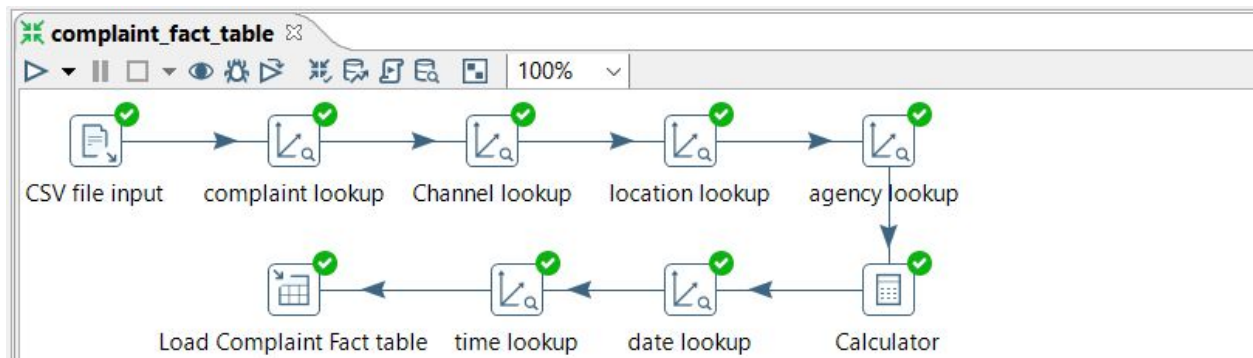 complaint_fact_table
100%
CSV file input
complaint lookup
Channel lookup
location lookup
agency lookup
Load Complaint Fact table
time lookup
date lookup
Calculator